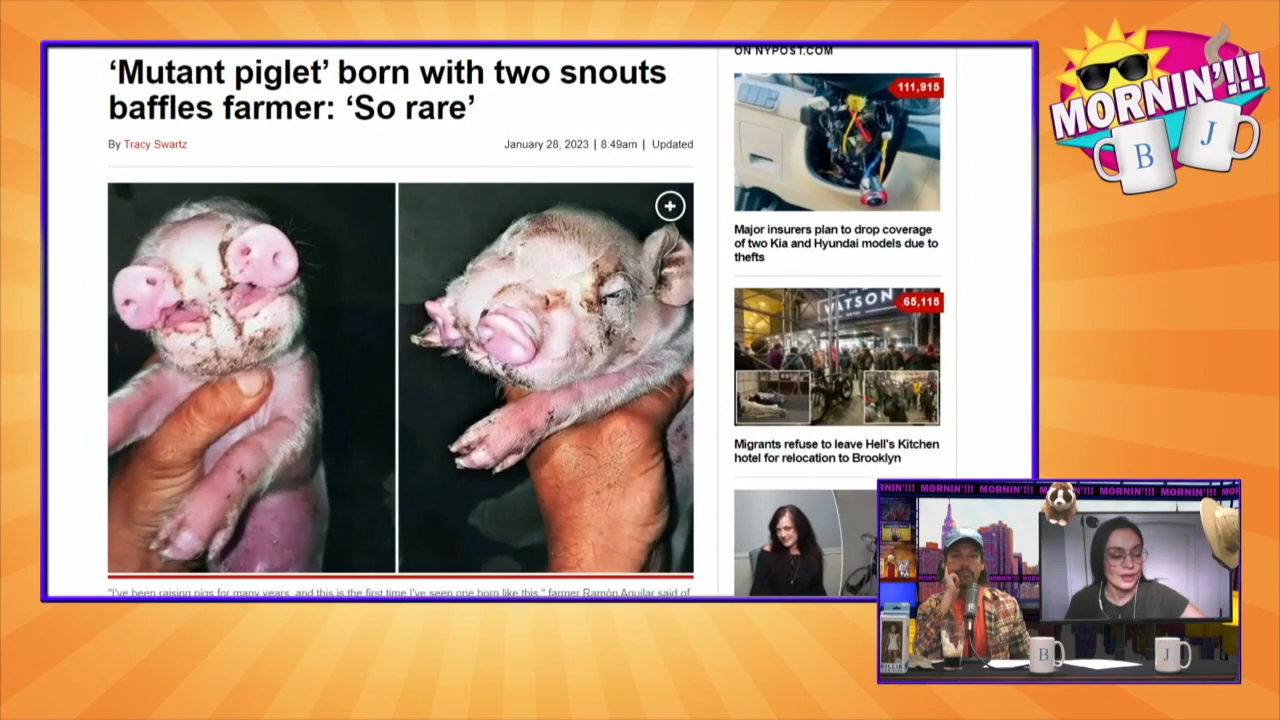 'Mutant piglet' born with two snouts
baffles farmer: 'So rare'
By Tracy Swartz
January 28, 2023 | 8:49am | Updated
"I've been raising pigs for many years, and this is the first time I've seen one born like this," farmer Ramón Aguilar said of
ON NYPOST.COM
111,915
Major insurers plan to drop coverage
of two Kia and Hyundai models due to
thefts
WATSON
65,115
Migrants refuse to leave Hell's Kitchen
hotel for relocation to Brooklyn
MORNIN'!!!
B
J
RNIN'!!! MORNIN'!!! MORNIN'!!! MORNIN'!!! MORNIN'!!! MORNIN'!!! MOR
B
J